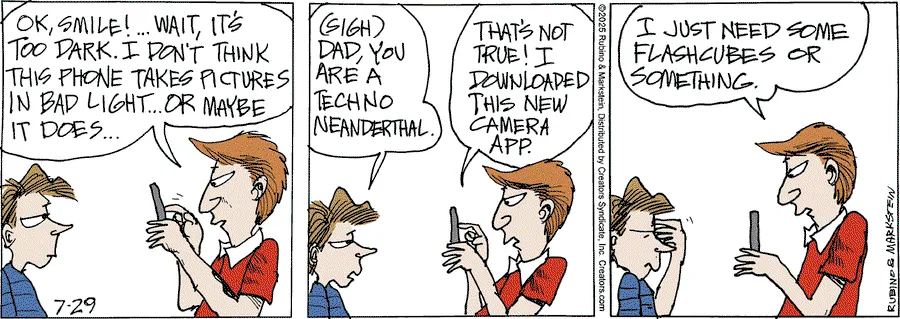 OK, SMILE!...WAIT, IT'S
TOO DARK. I DON'T THINK
THIS PHONE TAKES PICTURES
IN BAD LIGHT...OR MAYBE
IT DOES...
7-29
(SIGH)
DAD, YOU
ARE A
TECHNO
NEANDERTHAL.
THAT'S NOT
TRUE! I
DOWNLOADED
THIS NEW
CAMERA
APP.
©2025 Rubino & Markstein, Distributed by Creators Syndicate, Inc. Creators.com
I JUST NEED SOME
FLASHCUBES OR
SOMETHING.
RUBINO & MARKSTEIN